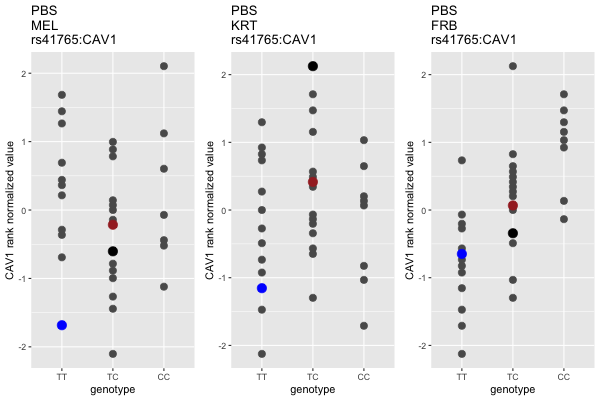 PBS
MEL
rs41765:CAV1
CAV1 rank normalized value
2
1
0
-1
-2
TT
TC
CC
genotype
PBS
KRT
rs41765:CAV1
CAV1 rank normalized value
2
1
0
-1
-2
TT
TC
CC
genotype
PBS
FRB
rs41765:CAV1
CAV1 rank normalized value
2
1
0
-1
-2
TT
TC
CC
genotype